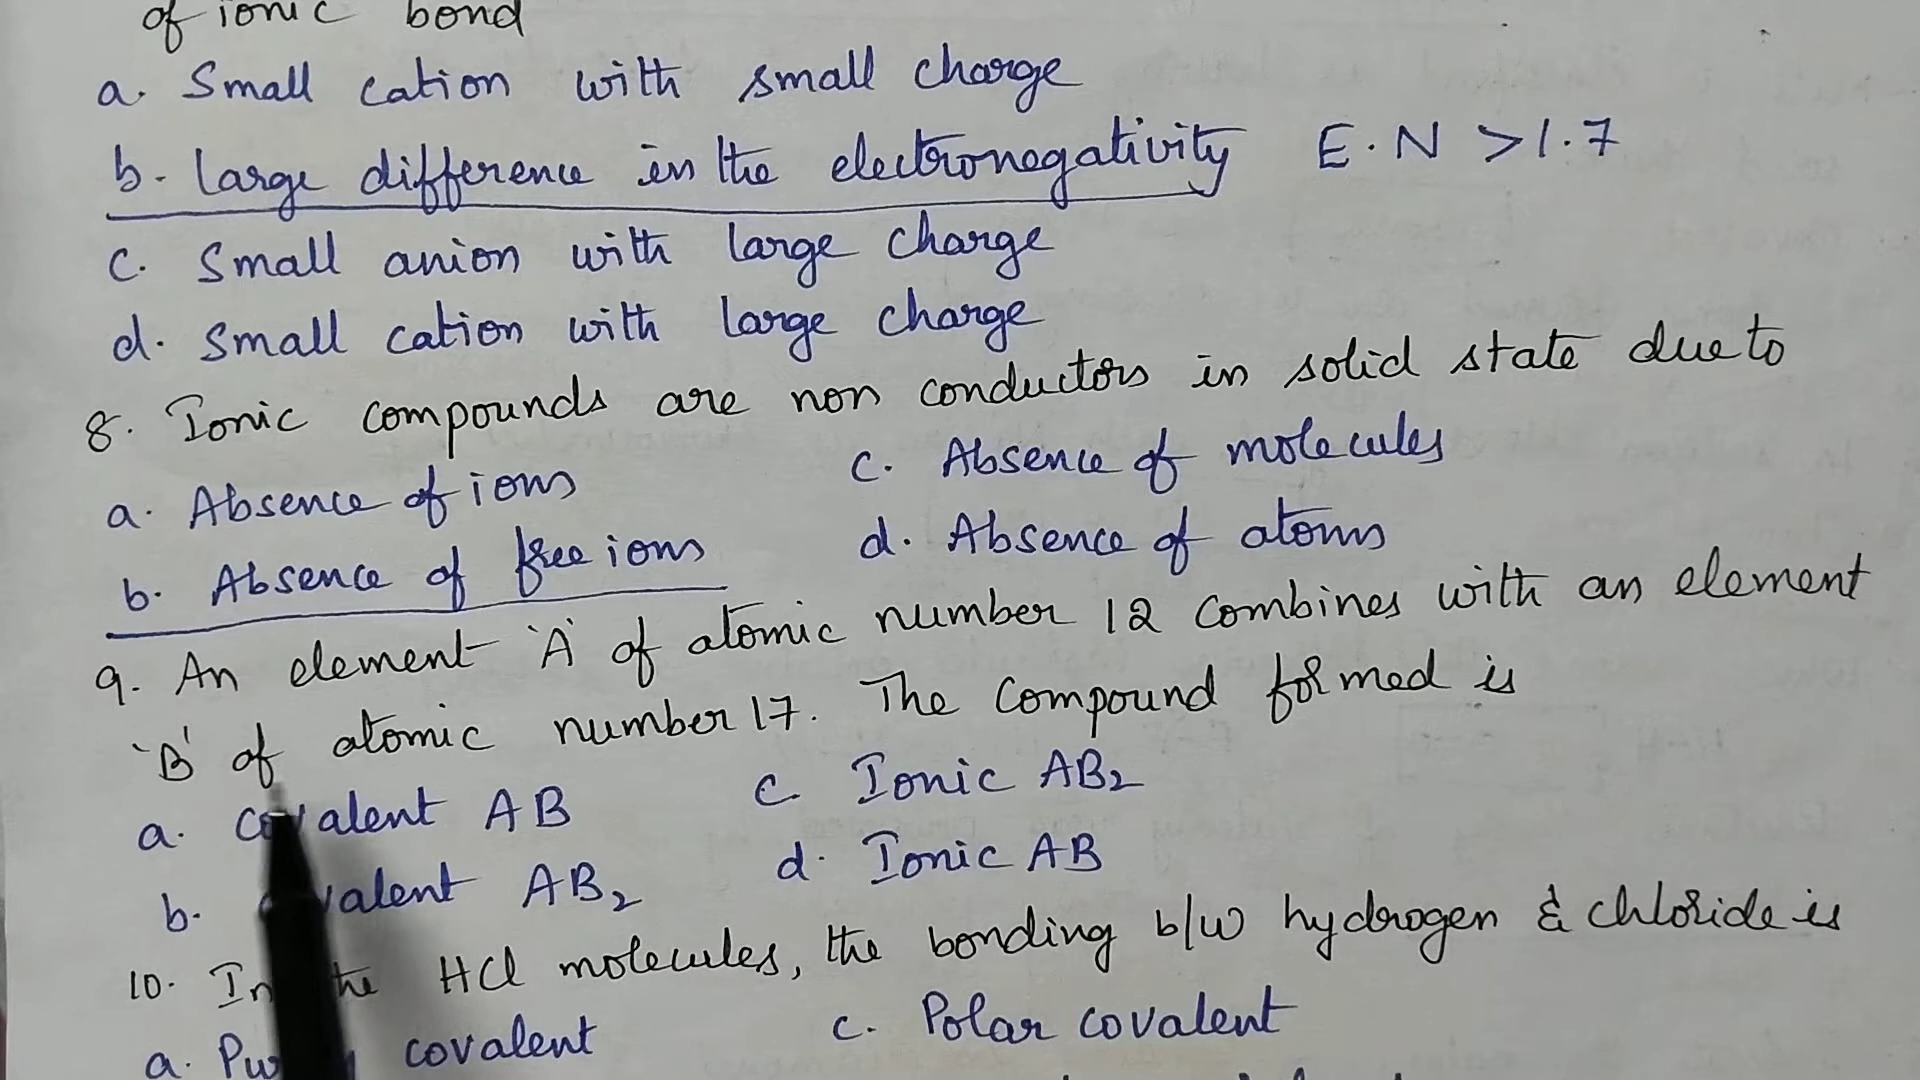 of ionic bond
a. Small cation with small charge
b. Large difference in the electronegativity E.N >1.7
c. Small anion with large charge
d. Small cation with large charge
8. Ionic compounds are non conductors in solid state due to
a. Absence of ions
c. Absence of molecules
b. Absence of free ions
d. Absence of atoms
9. An element 'A' of atomic number 12 combines with an element
'B' of atomic number 17. The compound formed is
a. covalent AB
c. Ionic AB₂
b. covalent AB₂
d. Ionic AB
10. In the HCl molecules, the bonding b/w hydrogen & chloride is
a. covalent
c. Polar covalent